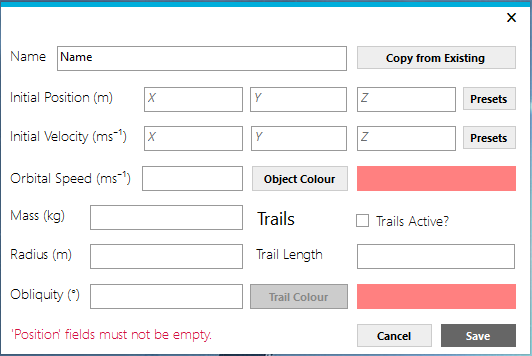 X
Name Name Copy from Existing
Initial Position (m) X Y Z Presets
Initial Velocity (ms⁻¹) X Y Z Presets
Orbital Speed (ms⁻¹) Object Colour
Mass (kg) Trails Trails Active?
Radius (m) Trail Length
Obliquity (°) Trail Colour
'Position' fields must not be empty. Cancel Save